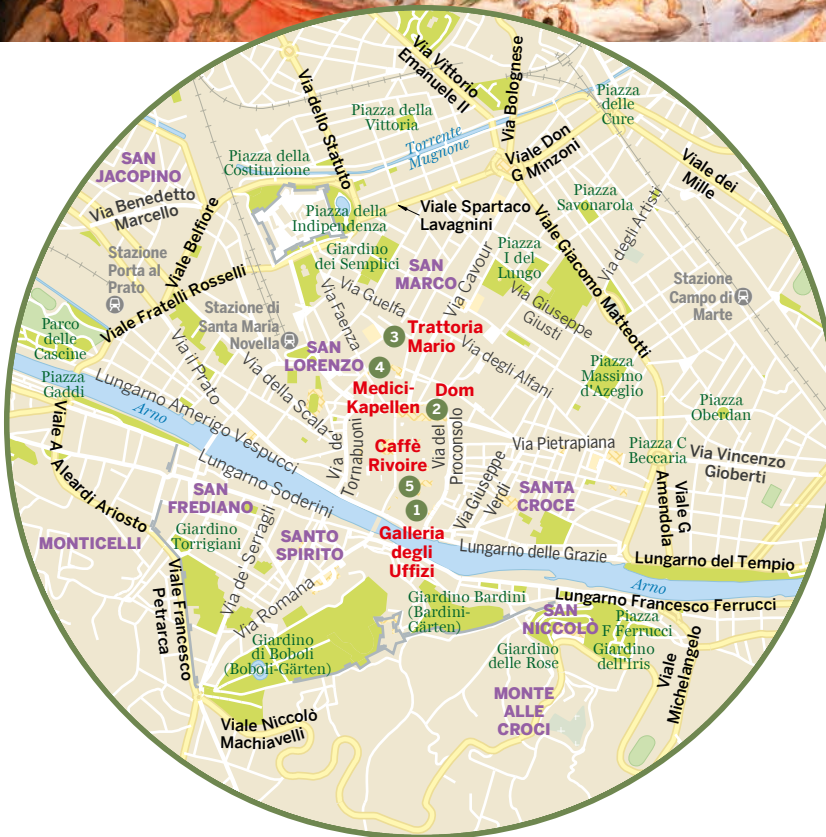 Via Vittorio
Emanuele II
Via Bolognese
Via dello Statuto
Piazza della
Vittoria
Piazza
delle
Cure
Torrente
Mugnone
Viale Don
G Minzoni
Viale dei
Mille
SAN
JACOPINO
Piazza della
Costituzione
Via Benedetto
Marcello
Viale Belfiore
Piazza della
Indipendenza
Viale Spartaco
Lavagnini
Piazza
Savonarola
Via degli Artisti
Viale Giacomo Matteotti
Giardino
dei Semplici
SAN
MARCO
Via Cavour
Piazza
I del
Lungo
Stazione
Porta al
Prato
Viale Fratelli Rosselli
Via Guelfa
Via Faenza
Via Giuseppe
Giusti
Stazione
Campo di
Marte
Stazione di
Santa Maria
Novella
Parco
delle
Cascine
Via il Prato
3 Trattoria
Mario
SAN
LORENZO
4
Medici-
Kapellen
Via degli Alfani
Piazza
Massimo
d'Azeglio
Piazza
Gaddi
Via della Scala
Dom
2
Piazza
Oberdan
Lungarno Amerigo Vespucci
Arno
Viale A
Aleardi Ariosto
Via de'
Tornabuoni
Via del
Proconsolo
Caffè
Rivoire
5
Via Pietrapiana
Piazza C
Beccaria
Via Vincenzo
Gioberti
Lungarno Soderini
Via Giuseppe
Verdi
SANTA
CROCE
Viale G
Amendola
SAN
FREDIANO
1
Galleria
degli
Uffizi
MONTICELLI
Giardino
Torrigiani
Via de' Serragli
SANTO
SPIRITO
Lungarno delle Grazie
Lungarno del Tempio
Arno
Viale Francesco
Petrarca
Via Romana
Giardino Bardini
(Bardini-
Gärten)
Lungarno Francesco Ferrucci
SAN
NICCOLÒ
Piazza
F Ferrucci
Giardino
di Boboli
(Boboli-Gärten)
Giardino
delle Rose
Giardino
dell'Iris
Viale
Michelangelo
MONTE
ALLE
CROCI
Viale Niccolò
Machiavelli